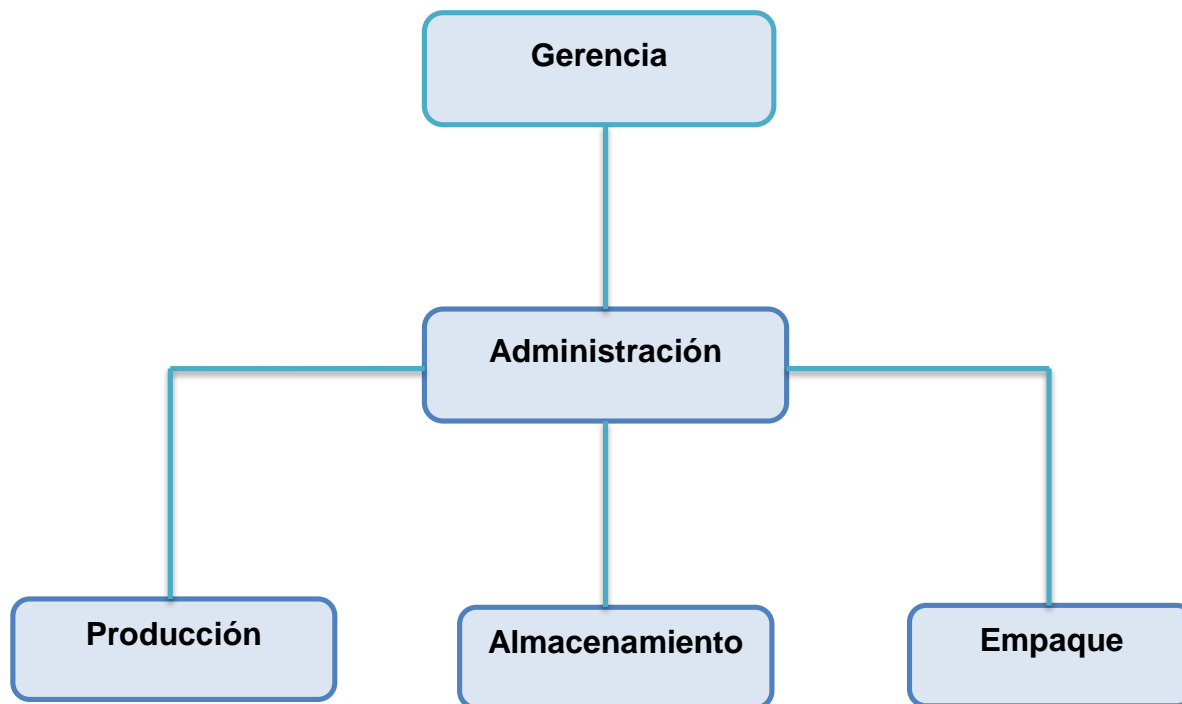 Gerencia
Administración
Producción
Almacenamiento
Empaque